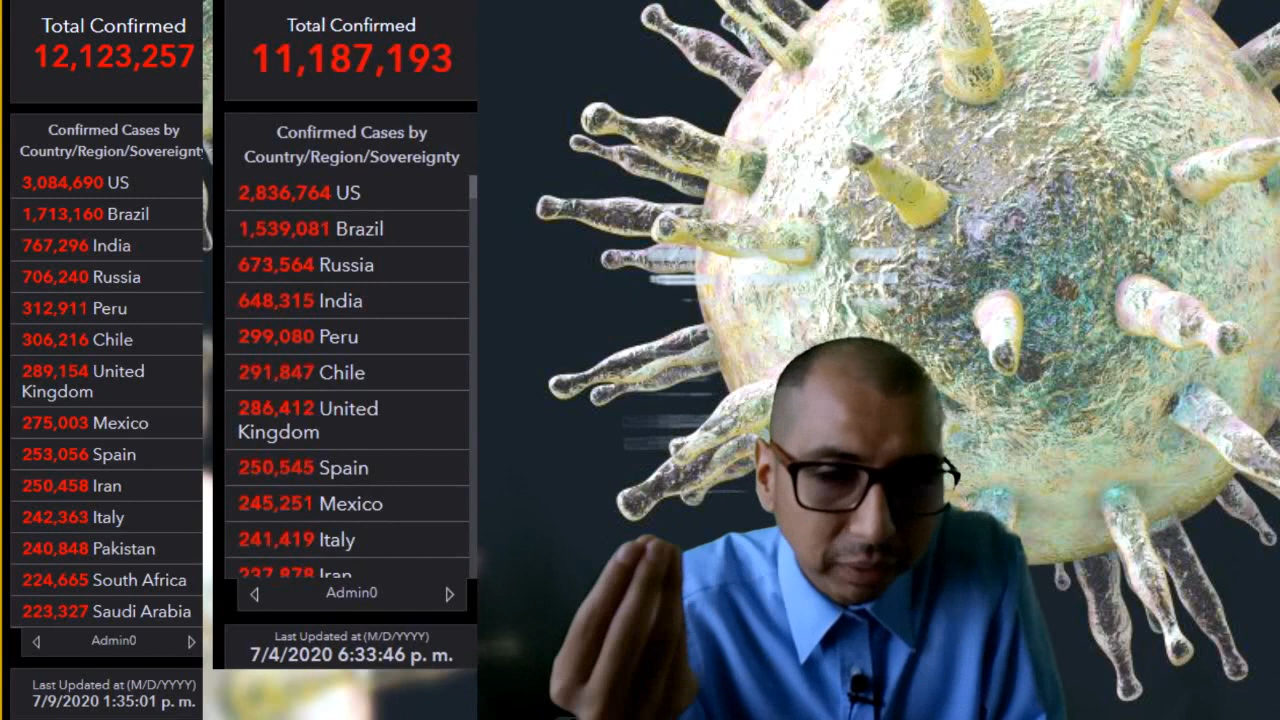 Total Confirmed
12,123,257
Confirmed Cases by
Country/Region/Sovereignt
3,084,690 US
1,713,160 Brazil
767,296 India
706,240 Russia
312,911 Peru
306,216 Chile
289,154 United
Kingdom
275,003 Mexico
253,056 Spain
250,458 Iran
242,363 Italy
240,848 Pakistan
224,665 South Africa
223,327 Saudi Arabia
Admin0
Last Updated at (M/D/YYYY)
7/9/2020 1:35:01 p. m.
Total Confirmed
11,187,193
Confirmed Cases by
Country/Region/Sovereignty
2,836,764 US
1,539,081 Brazil
673,564 Russia
648,315 India
299,080 Peru
291,847 Chile
286,412 United
Kingdom
250,545 Spain
245,251 Mexico
241,419 Italy
237,878 Iran
Admin0
Last Updated at (M/D/YYYY)
7/4/2020 6:33:46 p. m.